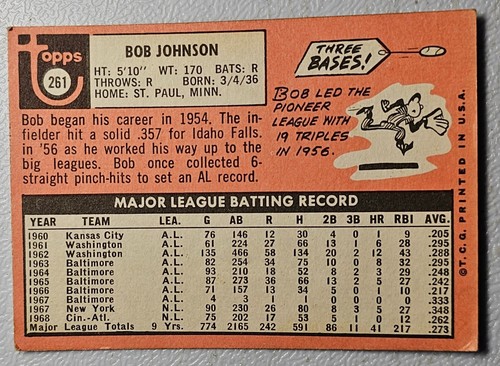 Topps
261
BOB JOHNSON
HT: 5'10" WT: 170 BATS: R
THROWS: R BORN: 3/4/36
HOME: ST. PAUL, MINN.
THREE
BASES!
BOB LED THE
PIONEER
LEAGUE WITH
19 TRIPLES
IN 1956.
Bob began his career in 1954. The in-
fielder hit a solid .357 for Idaho Falls.
in '56 as he worked his way up to the
big leagues. Bob once collected 6-
straight pinch-hits to set an AL record.
MAJOR LEAGUE BATTING RECORD
YEAR TEAM LEA. G AB R H 2B 3B HR RBI AVG.
1960 Kansas City A.L. 76 146 12 30 4 0 1 9 .205
1961 Washington A.L. 61 224 27 66 13 1 6 28 .295
1962 Washington A.L. 135 466 58 134 20 2 12 43 .288
1963 Baltimore A.L. 82 254 34 75 10 0 8 32 .295
1964 Baltimore A.L. 93 210 18 52 8 2 3 29 .248
1965 Baltimore A.L. 87 273 36 66 13 2 5 27 .242
1966 Baltimore A.L. 71 157 13 34 5 0 1 10 .217
1967 Baltimore A.L. 4 3 1 1 0 0 0 0 .333
1967 New York N.L. 90 230 26 80 8 3 5 27 .348
1968 Cin.-Atl. N.L. 75 202 17 53 5 1 0 12 .262
Major League Totals 9 Yrs. 774 2165 242 591 86 11 41 217 .273
©T.C.G. PRINTED IN U.S.A.